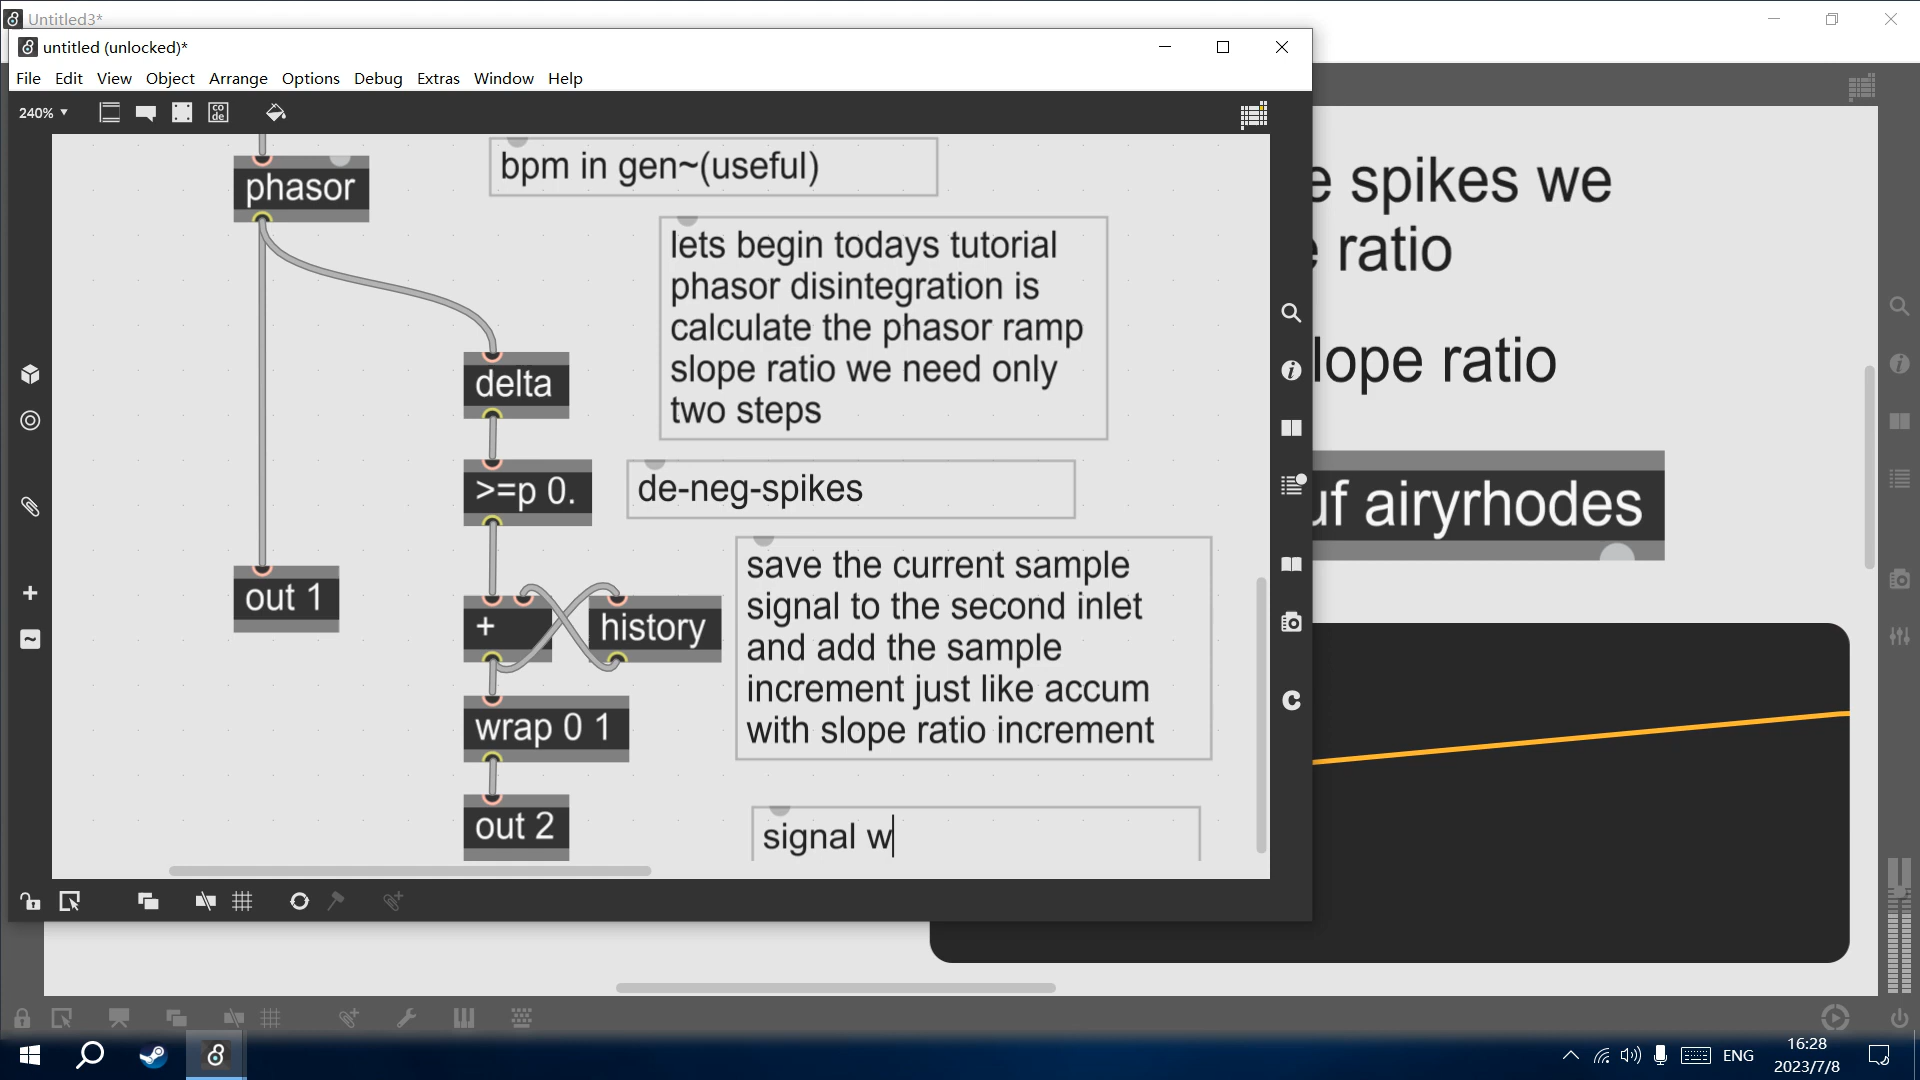 Untitled3*
untitled (unlocked)*
File Edit View Object Arrange Options Debug Extras Window Help
240%
co
de
phasor
bpm in gen~(useful)
lets begin todays tutorial
phasor disintegration is
calculate the phasor ramp
slope ratio we need only
two steps
delta
>=p 0.
de-neg-spikes
save the current sample
signal to the second inlet
and add the sample
increment just like accum
with slope ratio increment
out 1
+
history
wrap 0 1
out 2
signal w
e spikes we
ratio
lope ratio
uf airyrhodes
ENG
16:28
2023/7/8